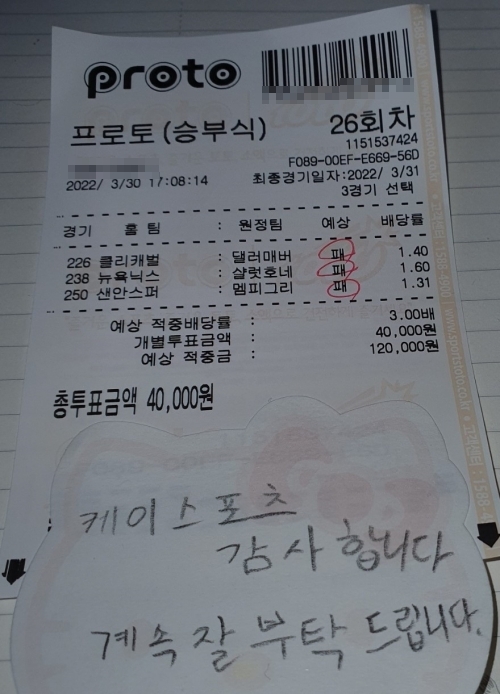 proto
프로토(승부식) 26회차
1151537424
F089-00EF-E669-56D
2022/ 3/30 17:08:14 최종경기일자:2022/ 3/31
3경기 선택
경기 홈 팀 : 원정팀 예상 배당률
226 클리캐벌 : 댈러매버 패 1.40
238 뉴욕닉스 : 샬럿호네 패 1.60
250 산안스퍼 : 멤피그리 패 1.31
예상 적중배당률 : 3.00배
개별투표금액 : 40,000원
예상 적중금 : 120,000원
총투표금액 40,000원
케이스포츠
감사합니다
계속 잘 부탁 드립니다.